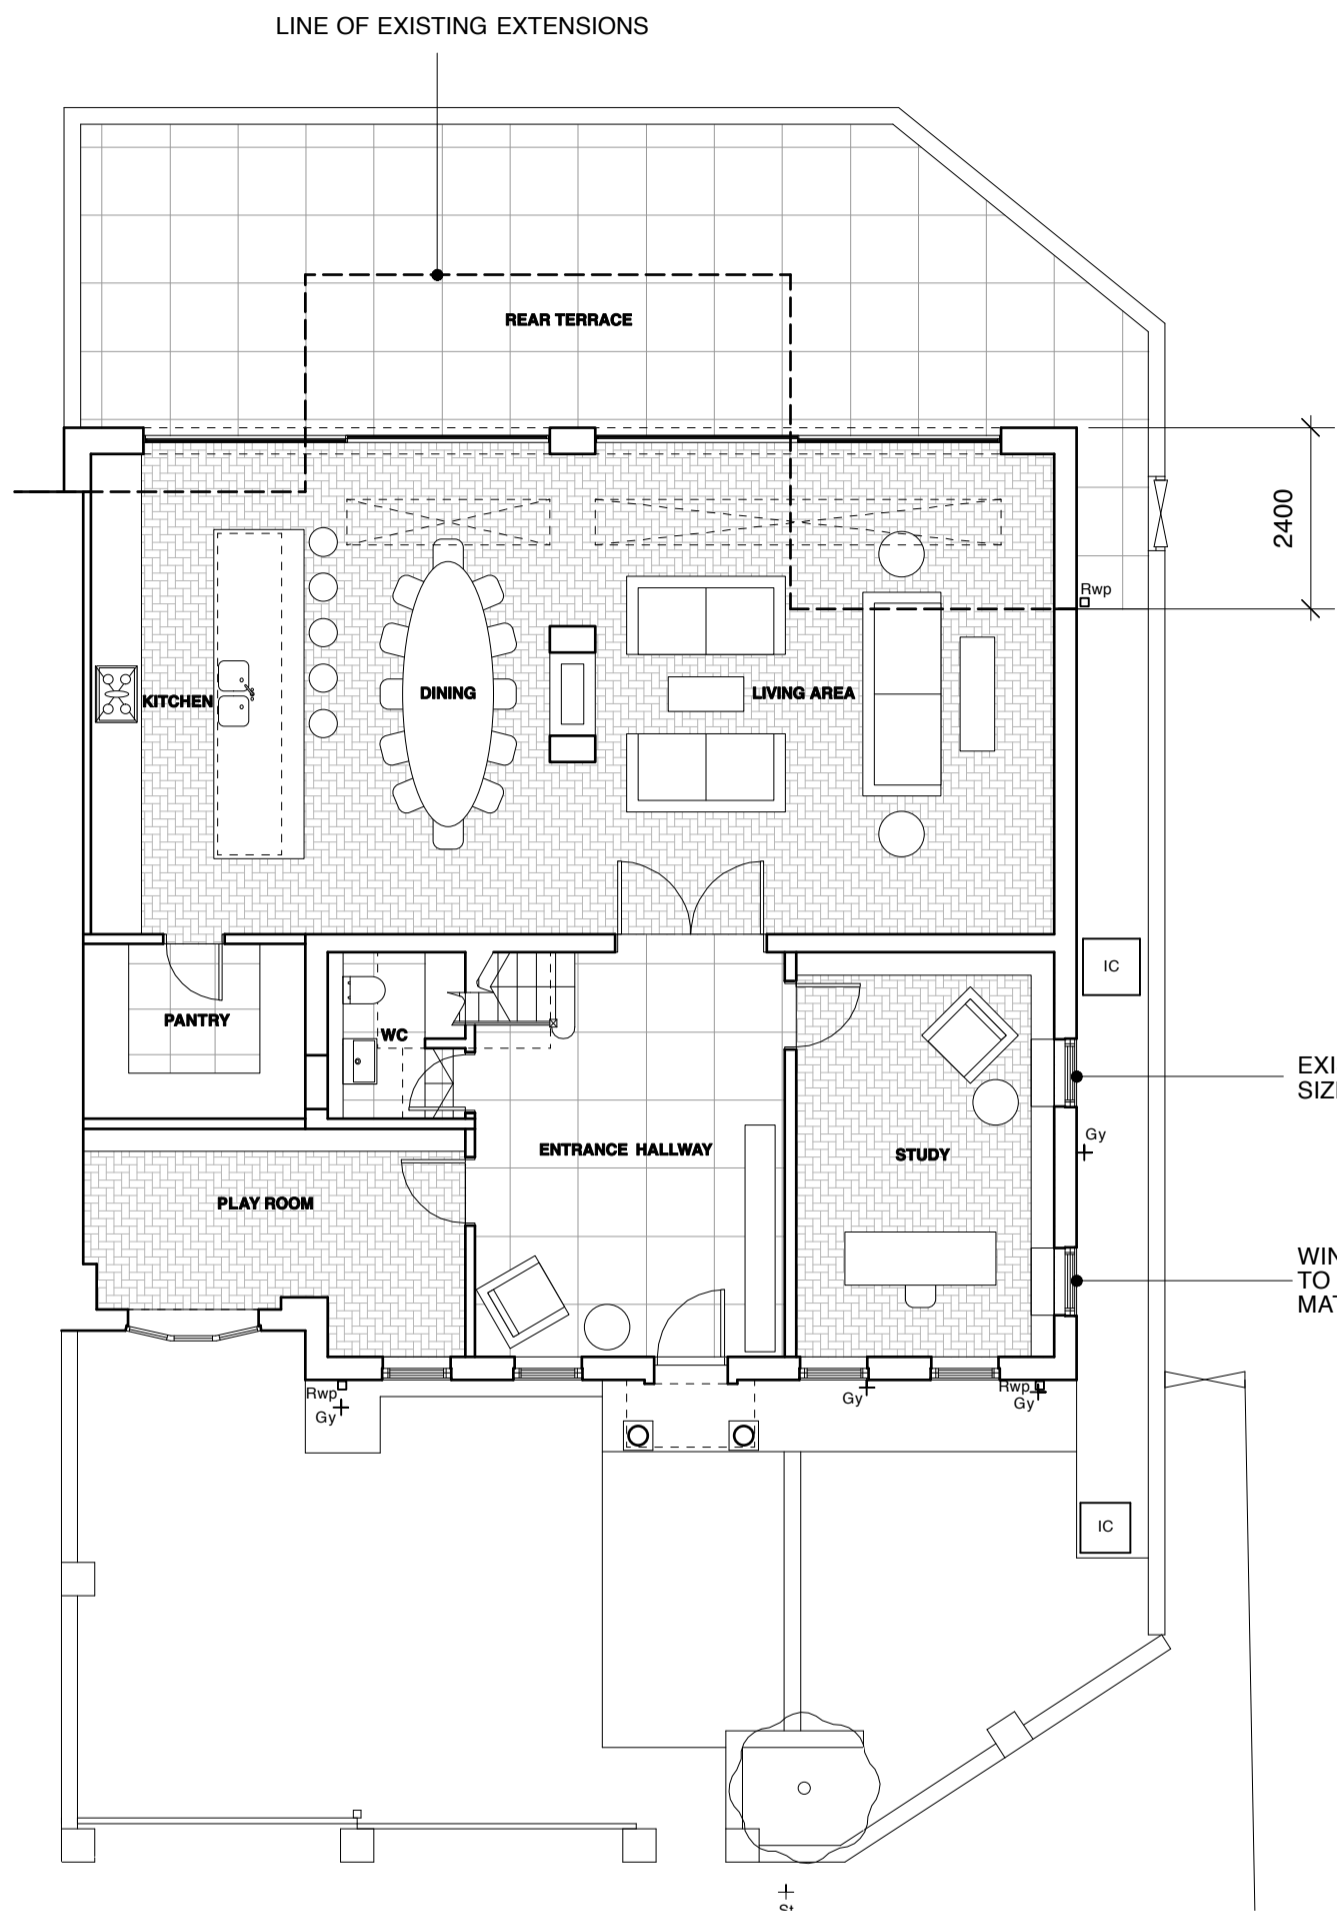 LINE OF EXISTING EXTENSIONS
REAR TERRACE
2400
Rwp
KITCHEN
DINING
LIVING AREA
IC
PANTRY
WC
EXI
SIZ
Gy
ENTRANCE HALLWAY
STUDY
PLAY ROOM
WIN
TO
MAT
Rwp
Gy
Gy
Rwp
Gy
IC
St